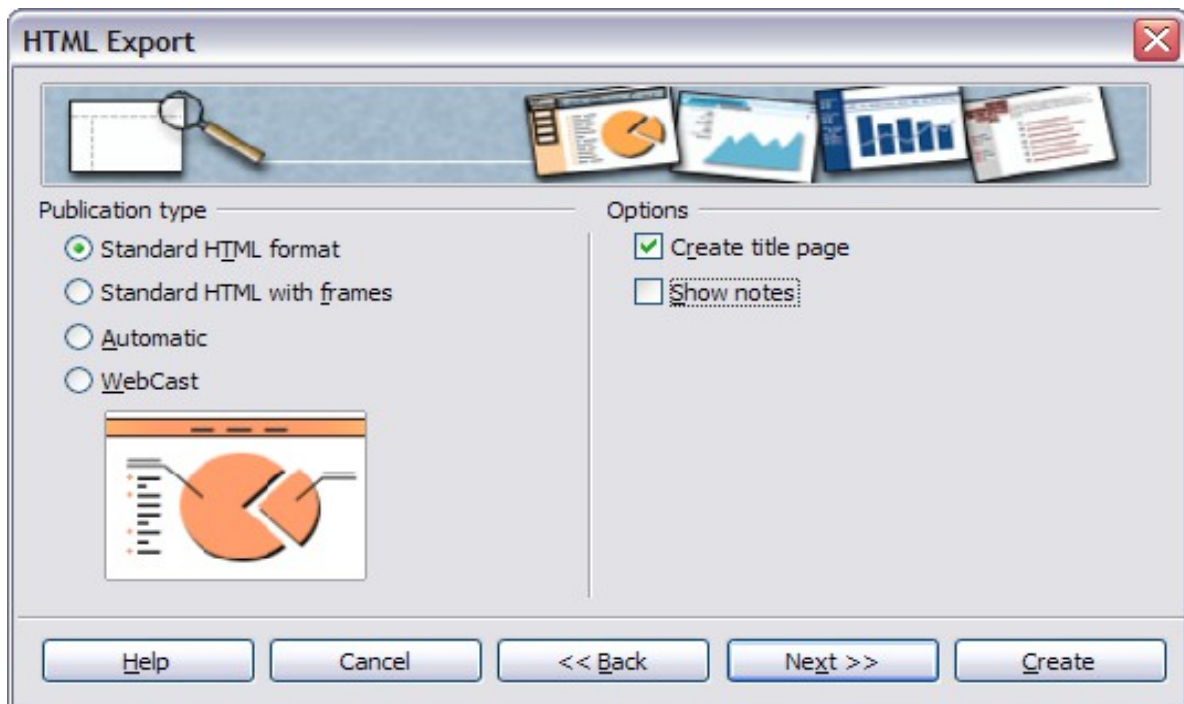 HTML Export
Publication type
Standard HTML format
Standard HTML with frames
Automatic
WebCast
Options
Create title page
Show notes
Help
Cancel
<< Back
Next >>
Create